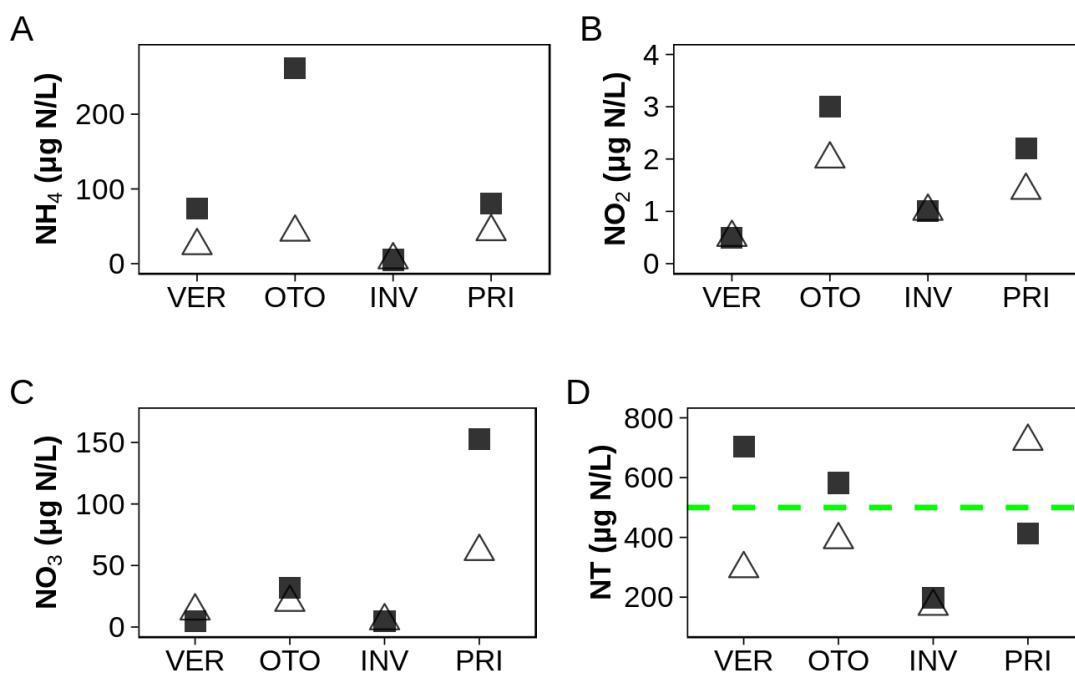 A
NH4 (µg N/L)
200
100
0
VER OTO INV PRI
B
NO2 (µg N/L)
4
3
2
1
0
VER OTO INV PRI
C
NO3 (µg N/L)
150
100
50
0
VER OTO INV PRI
D
NT (µg N/L)
800
600
400
200
VER OTO INV PRI